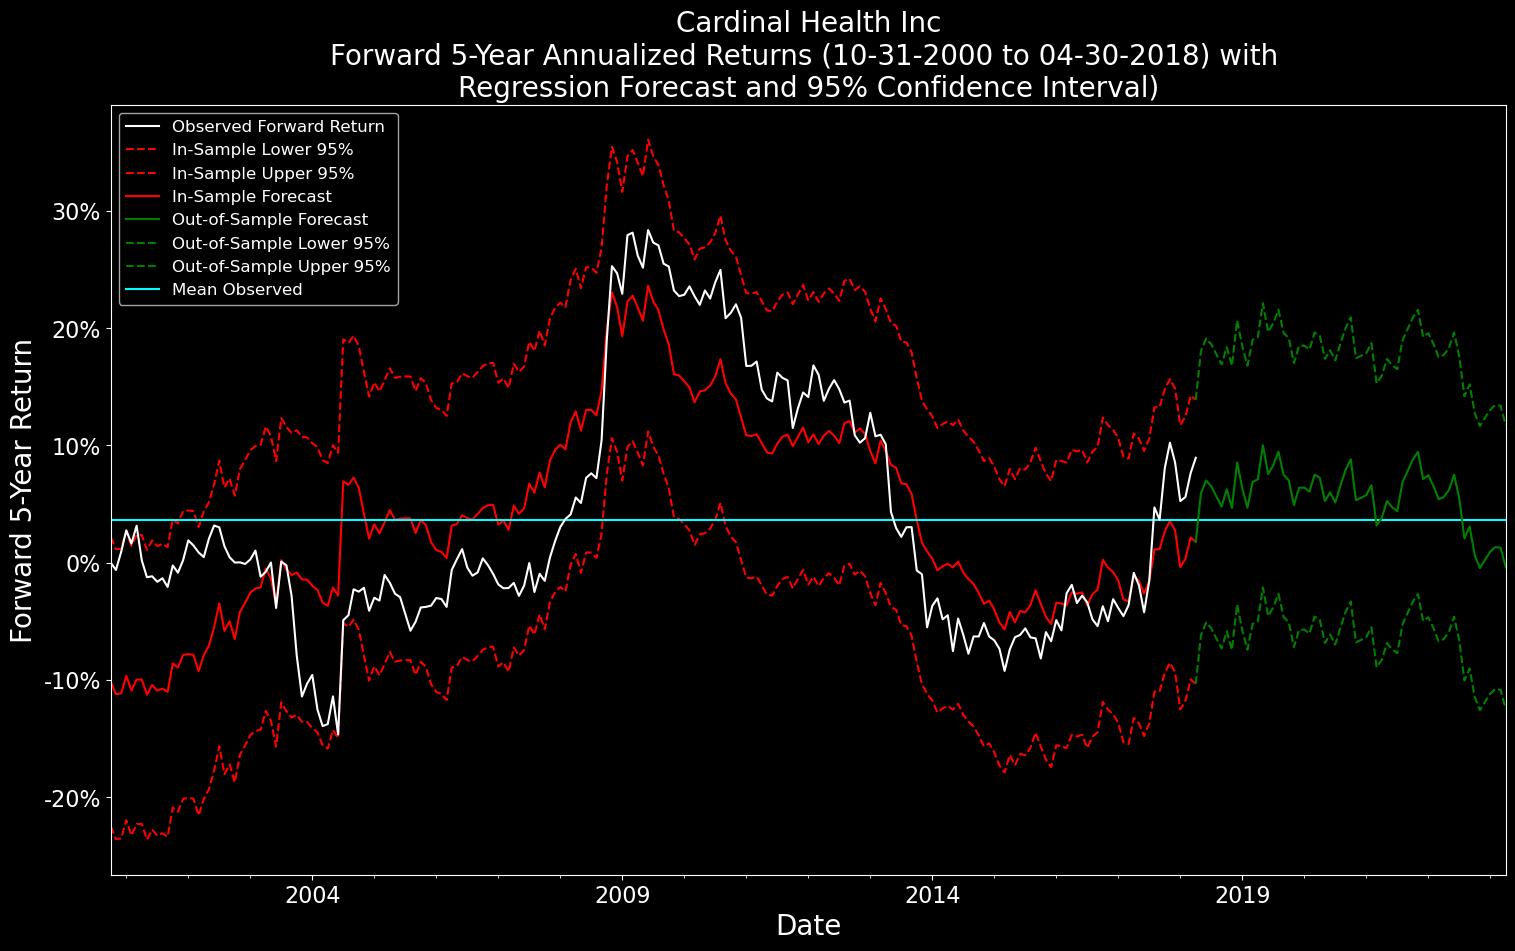 Cardinal Health Inc
Forward 5-Year Annualized Returns (10-31-2000 to 04-30-2018) with
Regression Forecast and 95% Confidence Interval)
Observed Forward Return
In-Sample Lower 95%
In-Sample Upper 95%
In-Sample Forecast
Out-of-Sample Forecast
Out-of-Sample Lower 95%
Out-of-Sample Upper 95%
Mean Observed
Forward 5-Year Return
30%
20%
10%
0%
-10%
-20%
2004
2009
2014
2019
Date